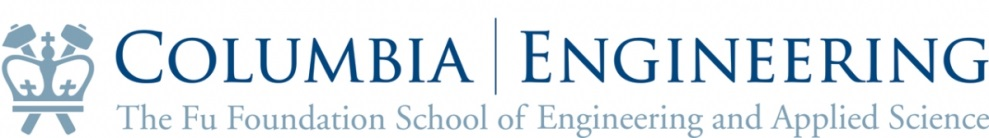 COLUMBIA | ENGINEERING
The Fu Foundation School of Engineering and Applied Science